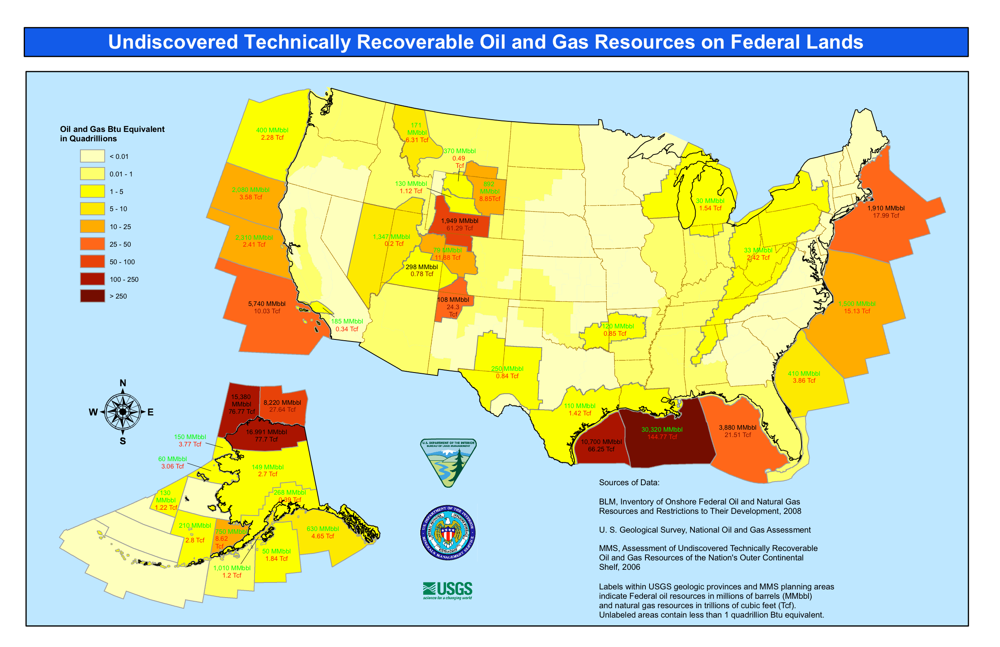 Undiscovered Technically Recoverable Oil and Gas Resources on Federal Lands
Oil and Gas Btu Equivalent
in Quadrillions
< 0.01
0.01 - 1
1 - 5
5 - 10
10 - 25
25 - 50
50 - 100
100 - 250
> 250
400 MMbbl
2.28 Tcf
2,080 MMbbl
3.58 Tcf
2,310 MMbbl
2.41 Tcf
5,740 MMbbl
10.03 Tcf
171
MMbbl
6.31 Tcf
370 MMbbl
0.49
Tcf
130 MMbbl
1.12 Tcf
892
MMbbl
8.85Tcf
1,949 MMbbl
61.29 Tcf
1,347 MMbbl
0.2 Tcf
79 MMbbl
11.88 Tcf
298 MMbbl
0.78 Tcf
108 MMbbl
24.3
Tcf
185 MMbbl
0.34 Tcf
30 MMbbl
1.54 Tcf
33 MMbbl
2.42 Tcf
120 MMbbl
0.85 Tcf
250 MMbbl
0.84 Tcf
110 MMbbl
1.42 Tcf
1,910 MMbbl
17.99 Tcf
1,500 MMbbl
15.13 Tcf
410 MMbbl
3.86 Tcf
10,700 MMbbl
66.25 Tcf
30,320 MMbbl
144.77 Tcf
3,880 MMbbl
21.51 Tcf
N
W
E
S
15,380
MMbbl
76.77 Tcf
8,220 MMbbl
27.64 Tcf
16.991 MMbbl
77.7 Tcf
150 MMbbl
3.77 Tcf
60 MMbbl
3.06 Tcf
149 MMbbl
2.7 Tcf
268 MMbbl
0.39 Tcf
130
MMbbl
1.22 Tcf
210 MMbbl
2.8 Tcf
750 MMbbl
8.62
Tcf
630 MMbbl
4.65 Tcf
50 MMbbl
1.84 Tcf
1,010 MMbbl
1.2 Tcf
U.S. DEPARTMENT OF THE INTERIOR
BUREAU OF LAND MANAGEMENT
U.S. DEPARTMENT OF THE INTERIOR
MINERALS MANAGEMENT SERVICE
STEWARDSHIP
USGS
science for a changing world
Sources of Data:
BLM, Inventory of Onshore Federal Oil and Natural Gas
Resources and Restrictions to Their Development, 2008
U. S. Geological Survey, National Oil and Gas Assessment
MMS, Assessment of Undiscovered Technically Recoverable
Oil and Gas Resources of the Nation's Outer Continental
Shelf, 2006
Labels within USGS geologic provinces and MMS planning areas
indicate Federal oil resources in millions of barrels (MMbbl)
and natural gas resources in trillions of cubic feet (Tcf).
Unlabeled areas contain less than 1 quadrillion Btu equivalent.